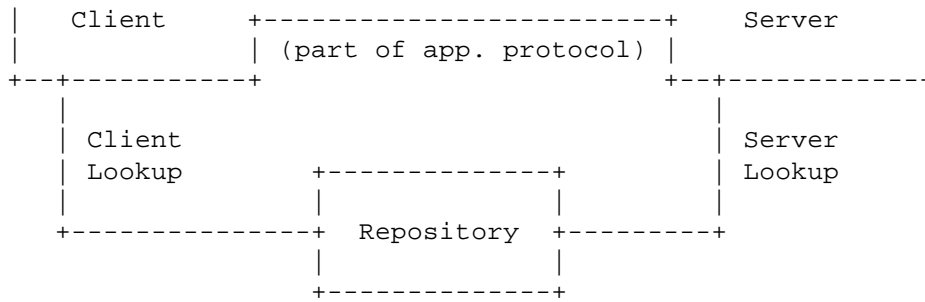 Client Server
(part of app. protocol)
Client Server
Lookup Lookup
Repository